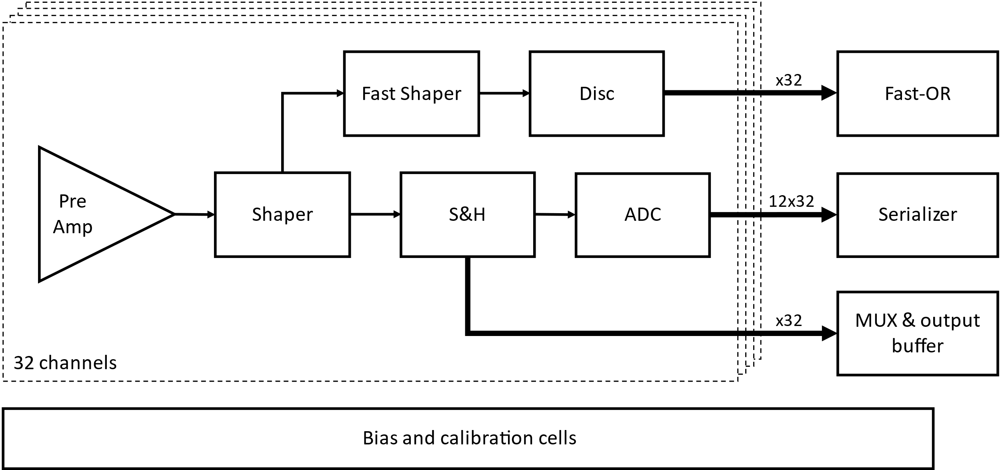 Fast Shaper
Disc
x32
Fast-OR
Pre
Amp
Shaper
S&H
ADC
12x32
Serializer
x32
MUX & output
buffer
32 channels
Bias and calibration cells